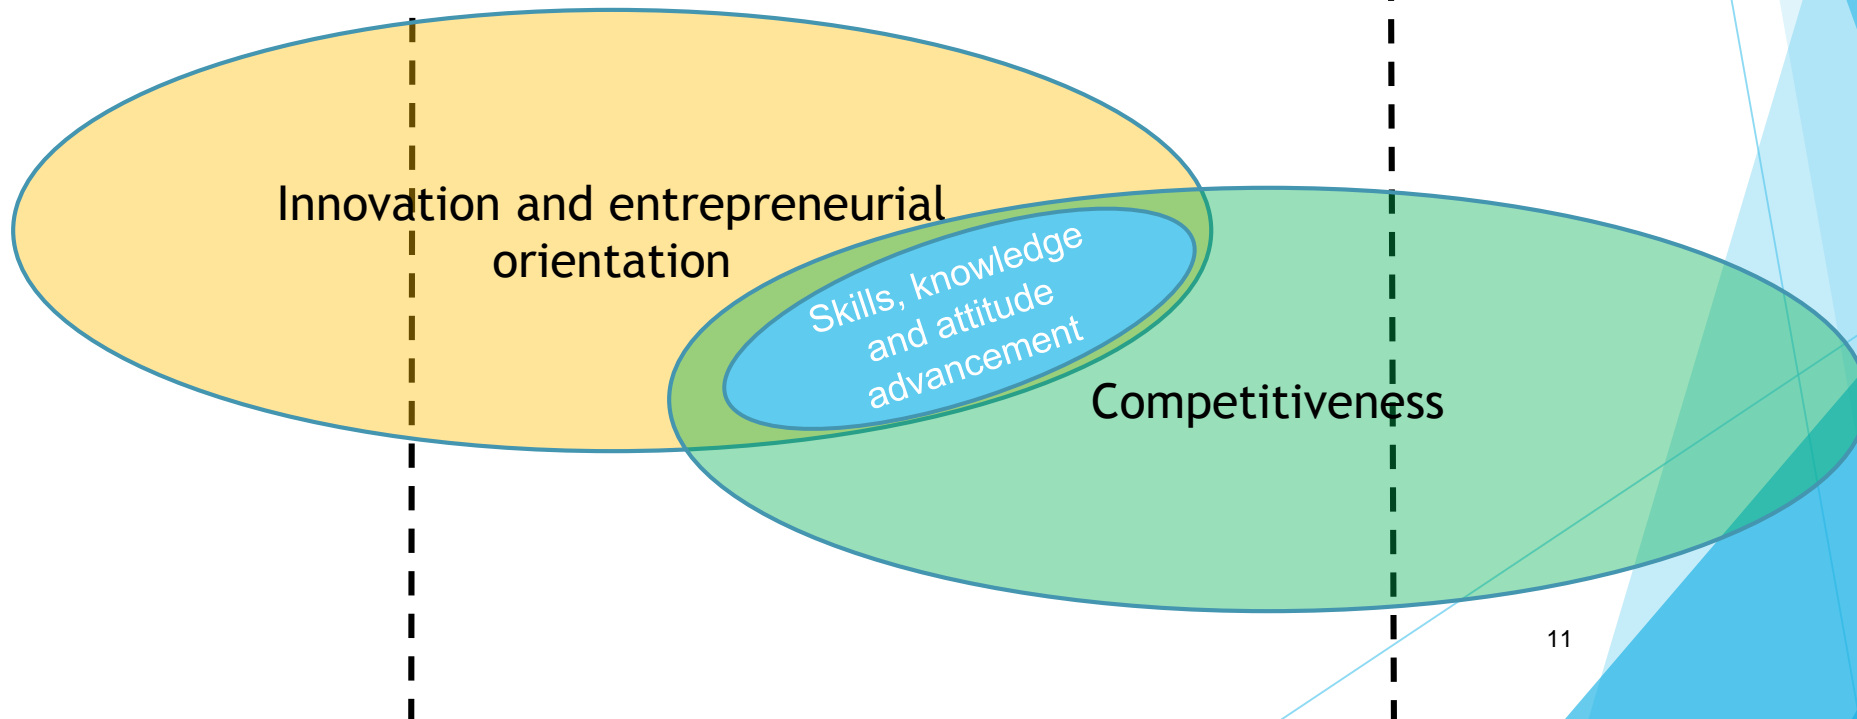 Innovation and entrepreneurial
orientation
Skills, knowledge
and attitude
advancement
Competitiveness
11